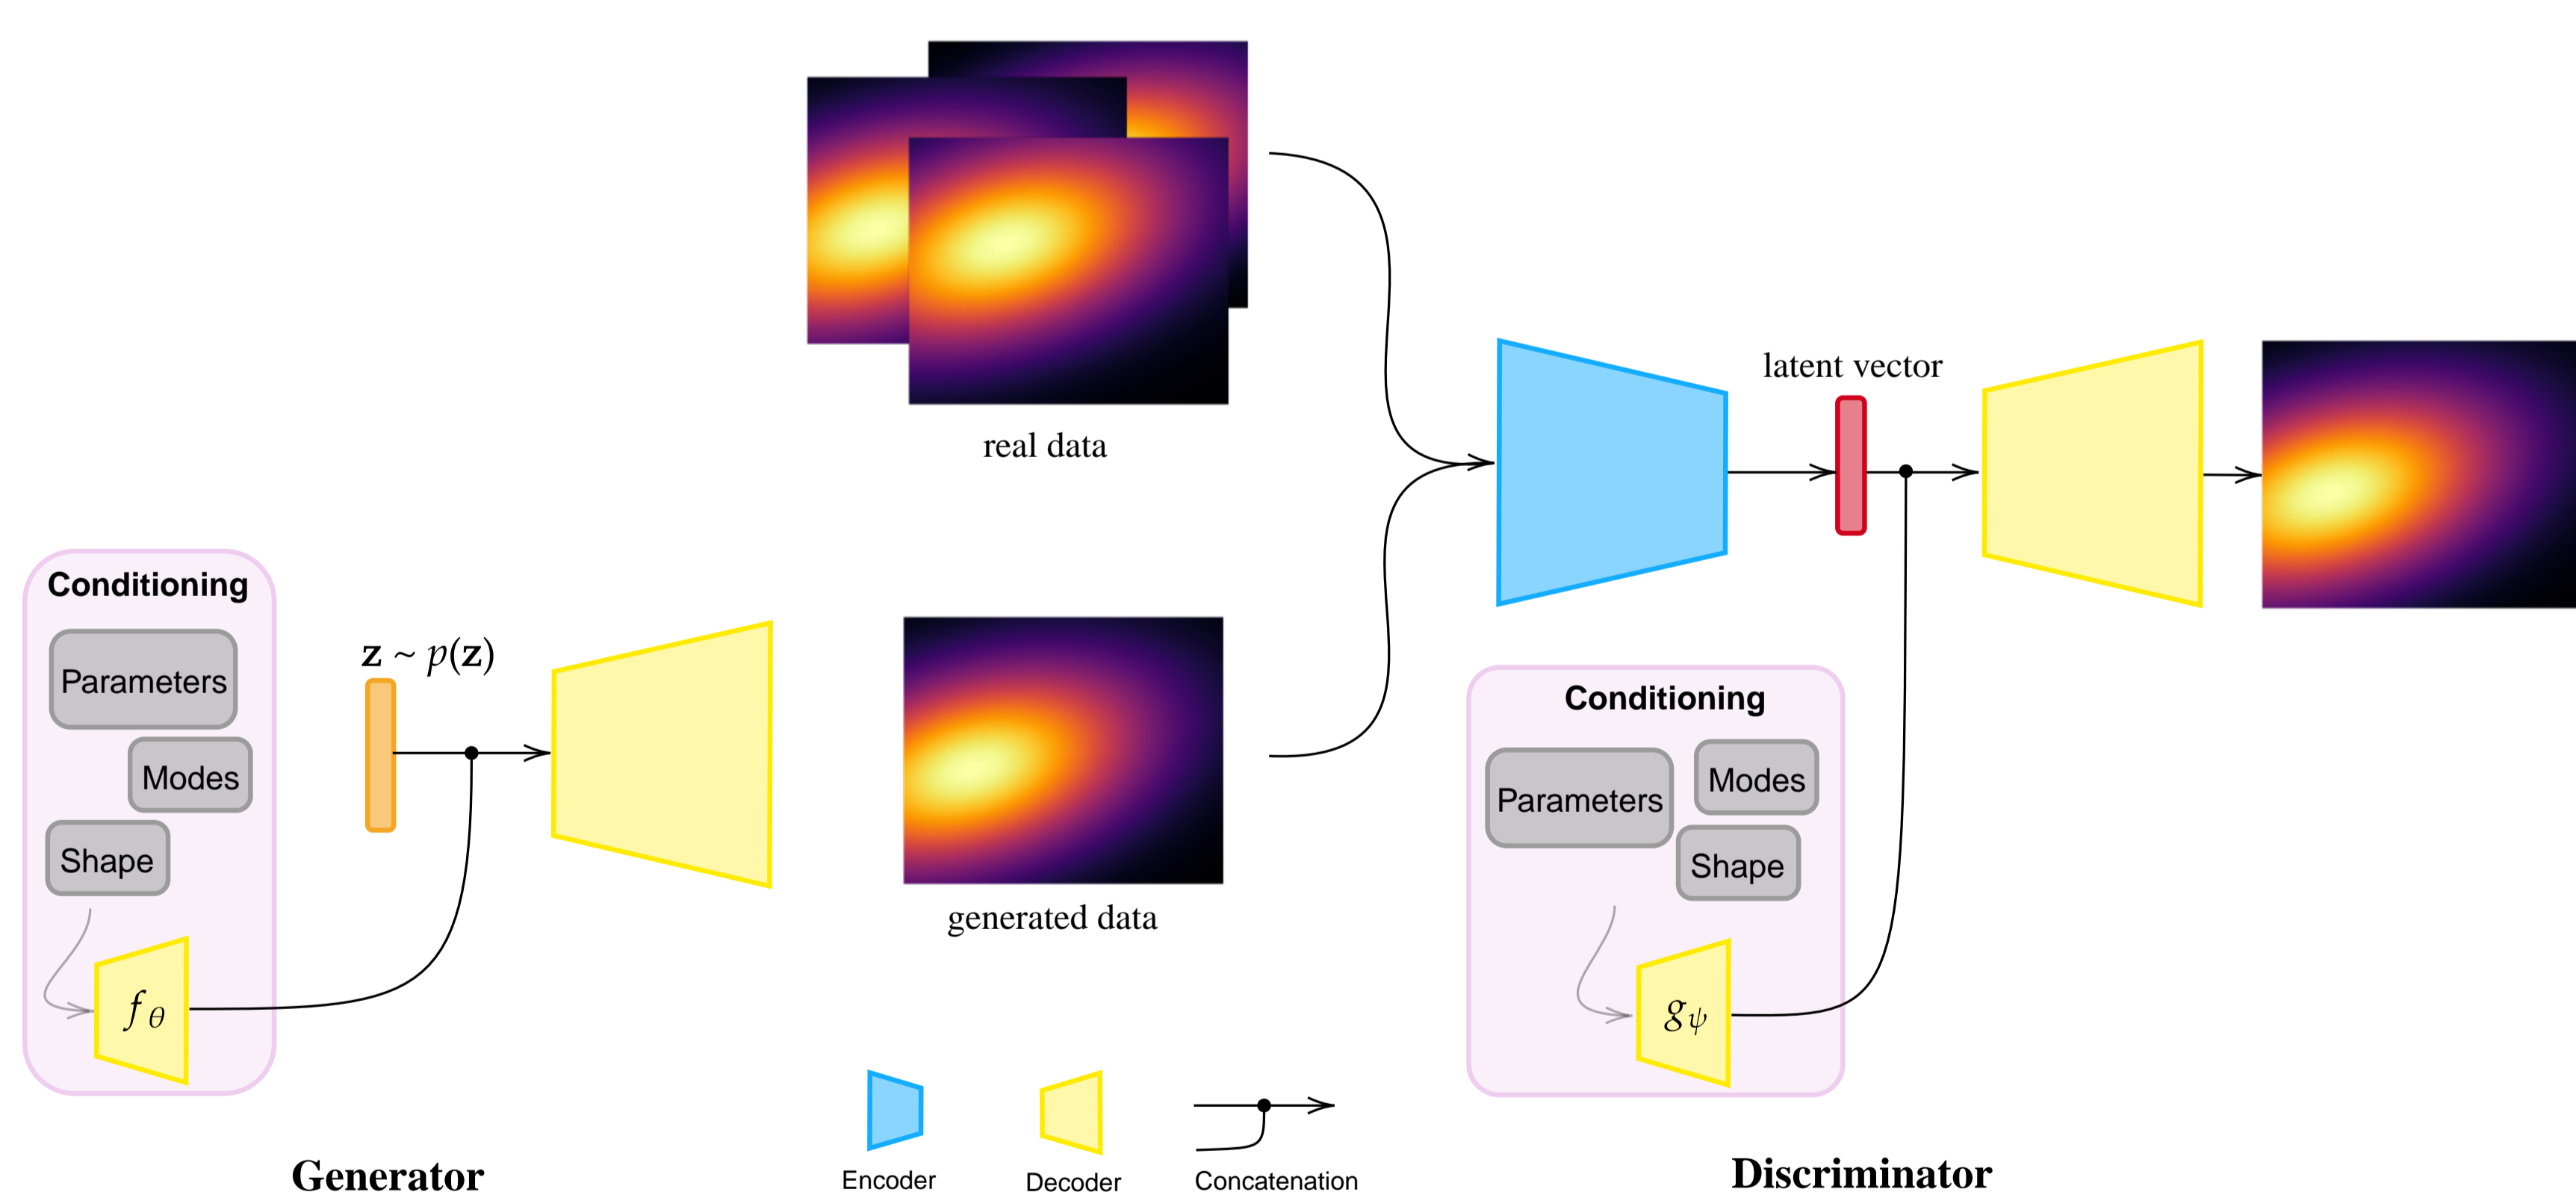 real data
latent vector
Conditioning
Parameters
Modes
Shape
f θ
z ~ p(z)
generated data
Conditioning
Parameters
Modes
Shape
g ψ
Encoder
Decoder
Concatenation
Generator
Discriminator